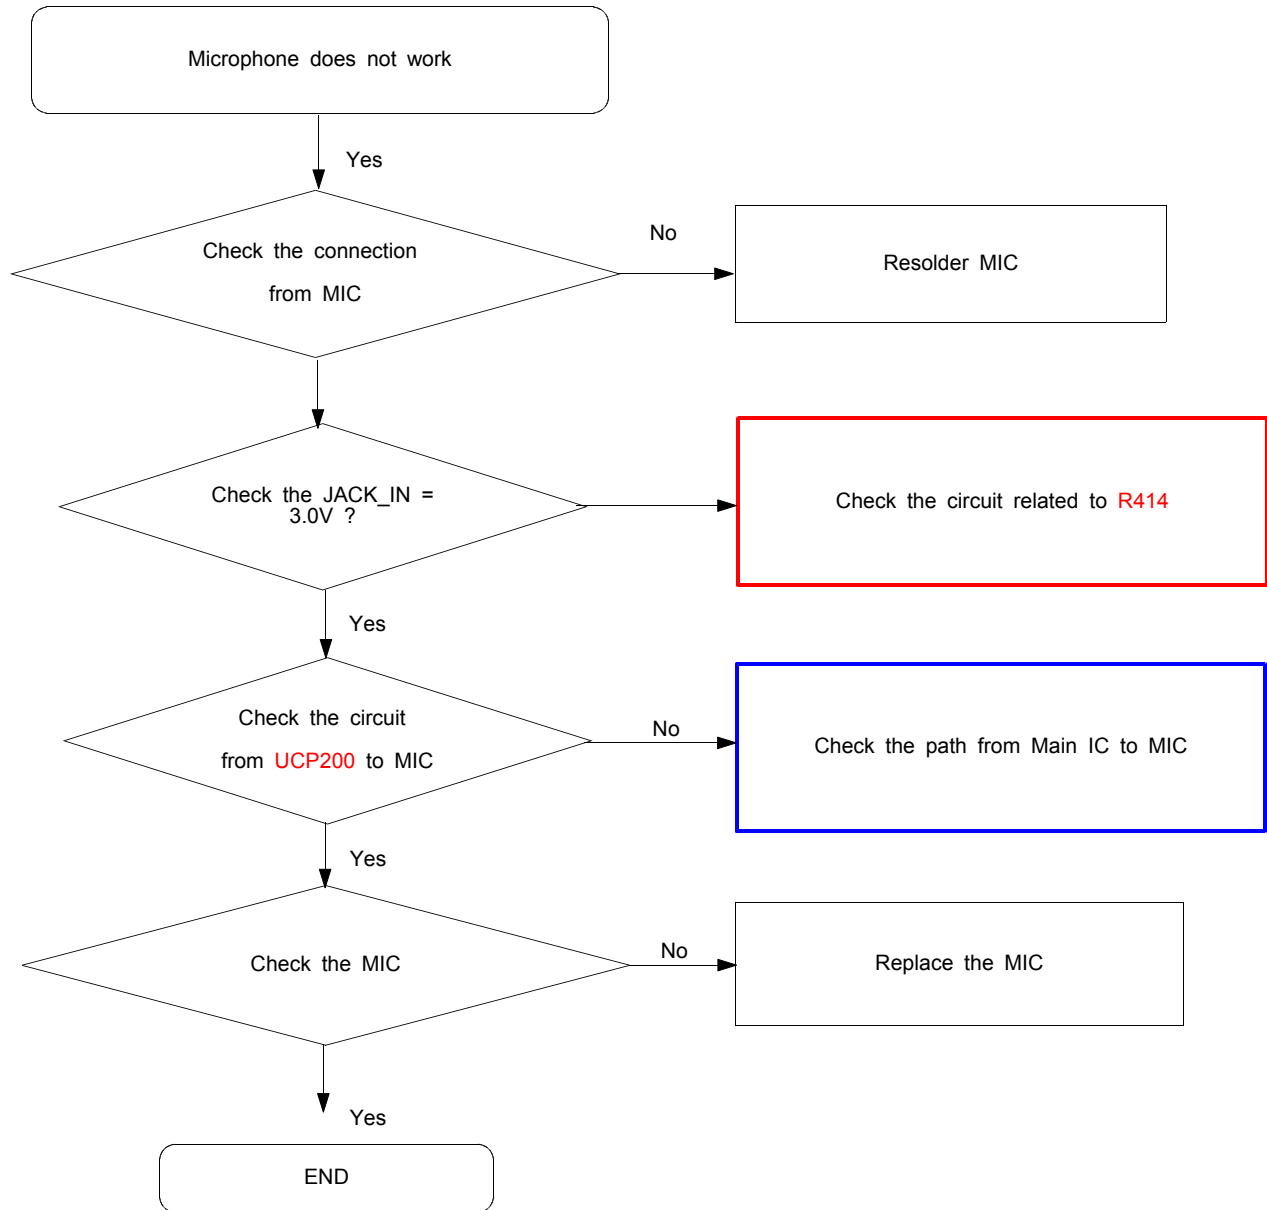 Microphone does not work
Yes
Check the connection
from MIC
No
Resolder MIC
Check the JACK_IN =
3.0V ?
Check the circuit related to R414
Yes
Check the circuit
from UCP200 to MIC
No
Check the path from Main IC to MIC
Yes
Check the MIC
No
Replace the MIC
Yes
END